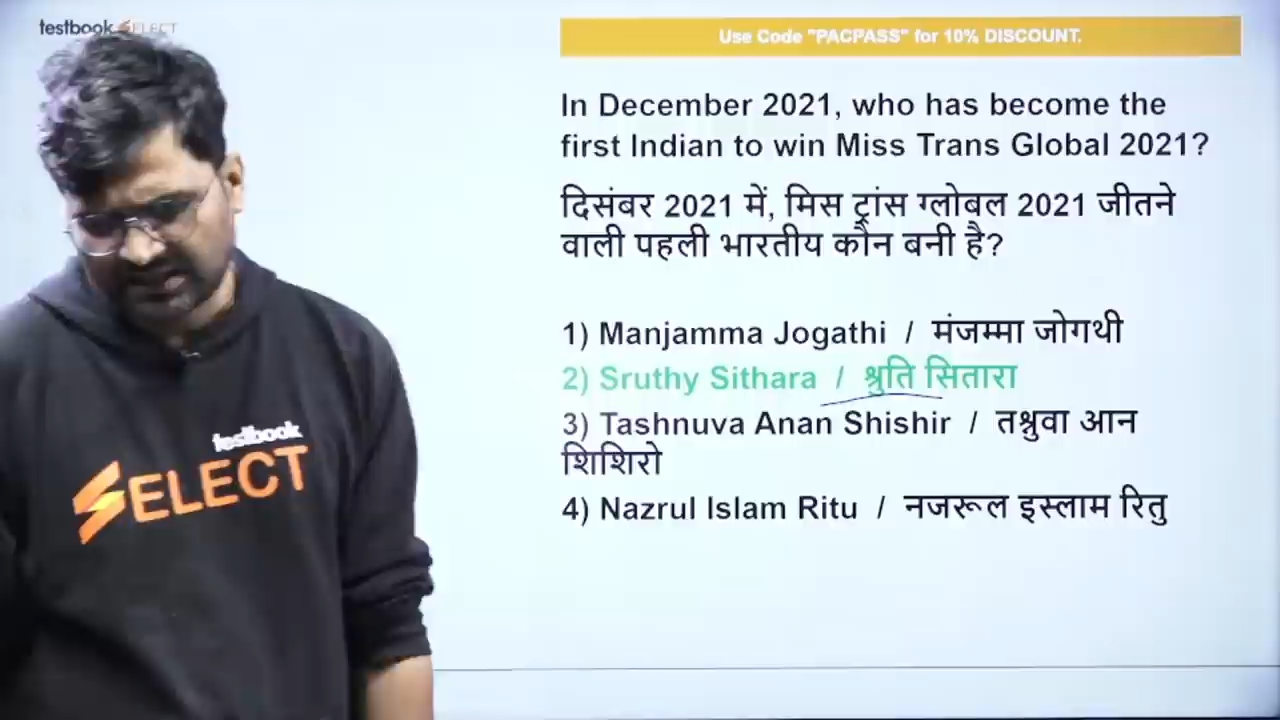 testbook SELECT
Use Code "PACPASS" for 10% DISCOUNT.
In December 2021, who has become the
first Indian to win Miss Trans Global 2021?
दिसंबर 2021 में, मिस ट्रांस ग्लोबल 2021 जीतने
वाली पहली भारतीय कौन बनी है?
1) Manjamma Jogathi / मंजम्मा जोगथी
2) Sruthy Sithara / श्रुति सितारा
3) Tashnuva Anan Shishir / तश्नुवा आन
शिशिरो
4) Nazrul Islam Ritu / नजरूल इस्लाम रितु
testbook
SELECT